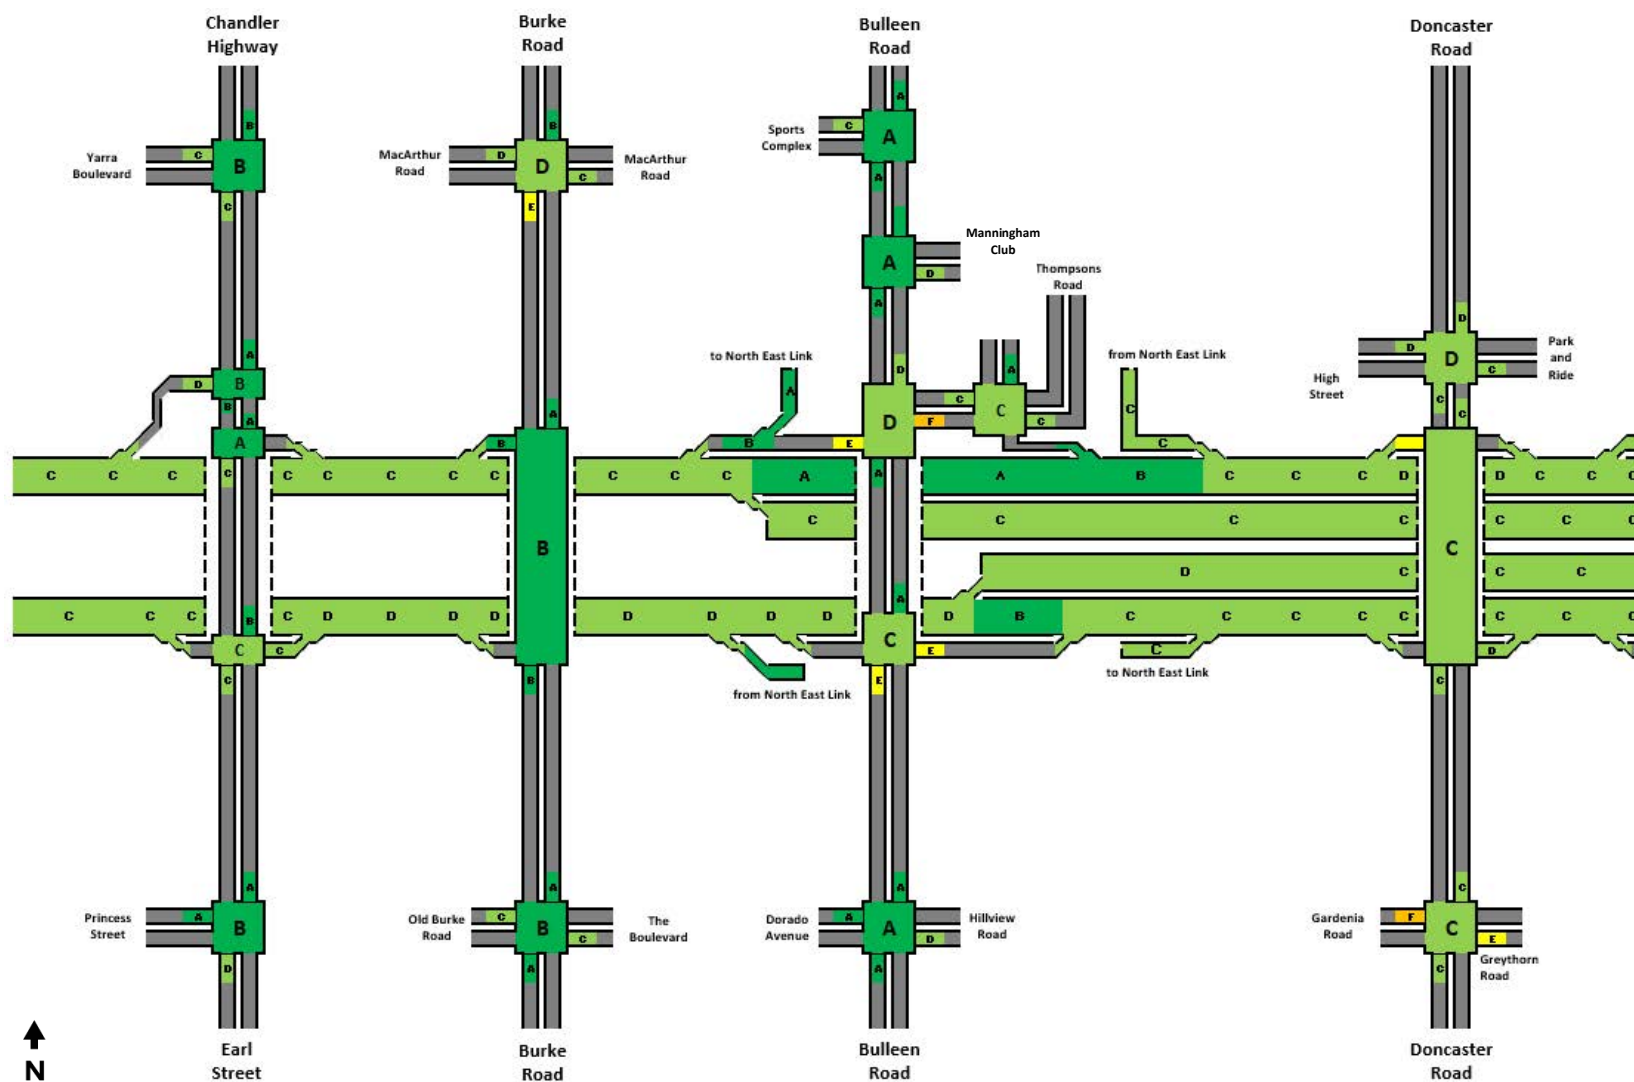 Chandler
Highway
Burke
Road
Bulleen
Road
Doncaster
Road
A
B
B
C
Sports
Complex
A
Yarra
Boulevard
C
B
MacArthur
Road
D
D
MacArthur
Road
C
A
C
E
Manningham
Club
A
D
Thompsons
Road
A
D
A
B
D
to North East Link
from North East Link
D
A
D
Park
and
Ride
High
Street
C
D
A
A
C
C
C
C
C
B
A
A
D
F
C
A
B
B
E
C
C
C
C
C
C
C
C
C
C
C
C
C
C
A
A
A
B
C
C
C
D
D
C
C
C
C
C
C
C
C
C
C
B
C
D
C
C
C
A
B
C
C
C
C
D
D
D
D
D
D
D
D
D
B
C
C
C
C
C
C
C
C
C
C
C
E
C
D
to North East Link
C
B
E
from North East Link
C
A
A
A
C
Princess
Street
A
B
Old Burke
Road
C
B
C
The
Boulevard
Dorado
Avenue
A
A
D
Hillview
Road
Gardenia
Road
F
C
E
Greythorn
Road
D
A
A
C
N
Earl
Street
Burke
Road
Bulleen
Road
Doncaster
Road